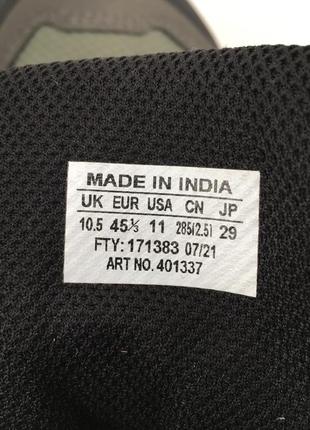 MADE IN INDIA
UK EUR USA CN JP
10.5 45⅓ 11 285(2.5) 29
FTY: 171383 07/21
ART NO. 401337